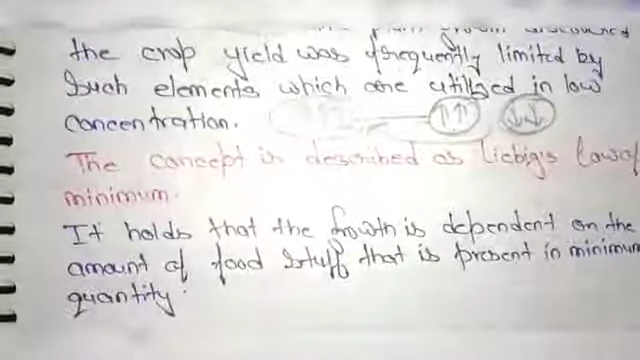 the crop yield was frequently limited by
such elements which are utilized in low
concentration. ↑↑ ↓↓
The concept is described as Liebig's law of
minimum.
It holds that the growth is dependent on the
amount of food stuff that is present in minimum
quantity.